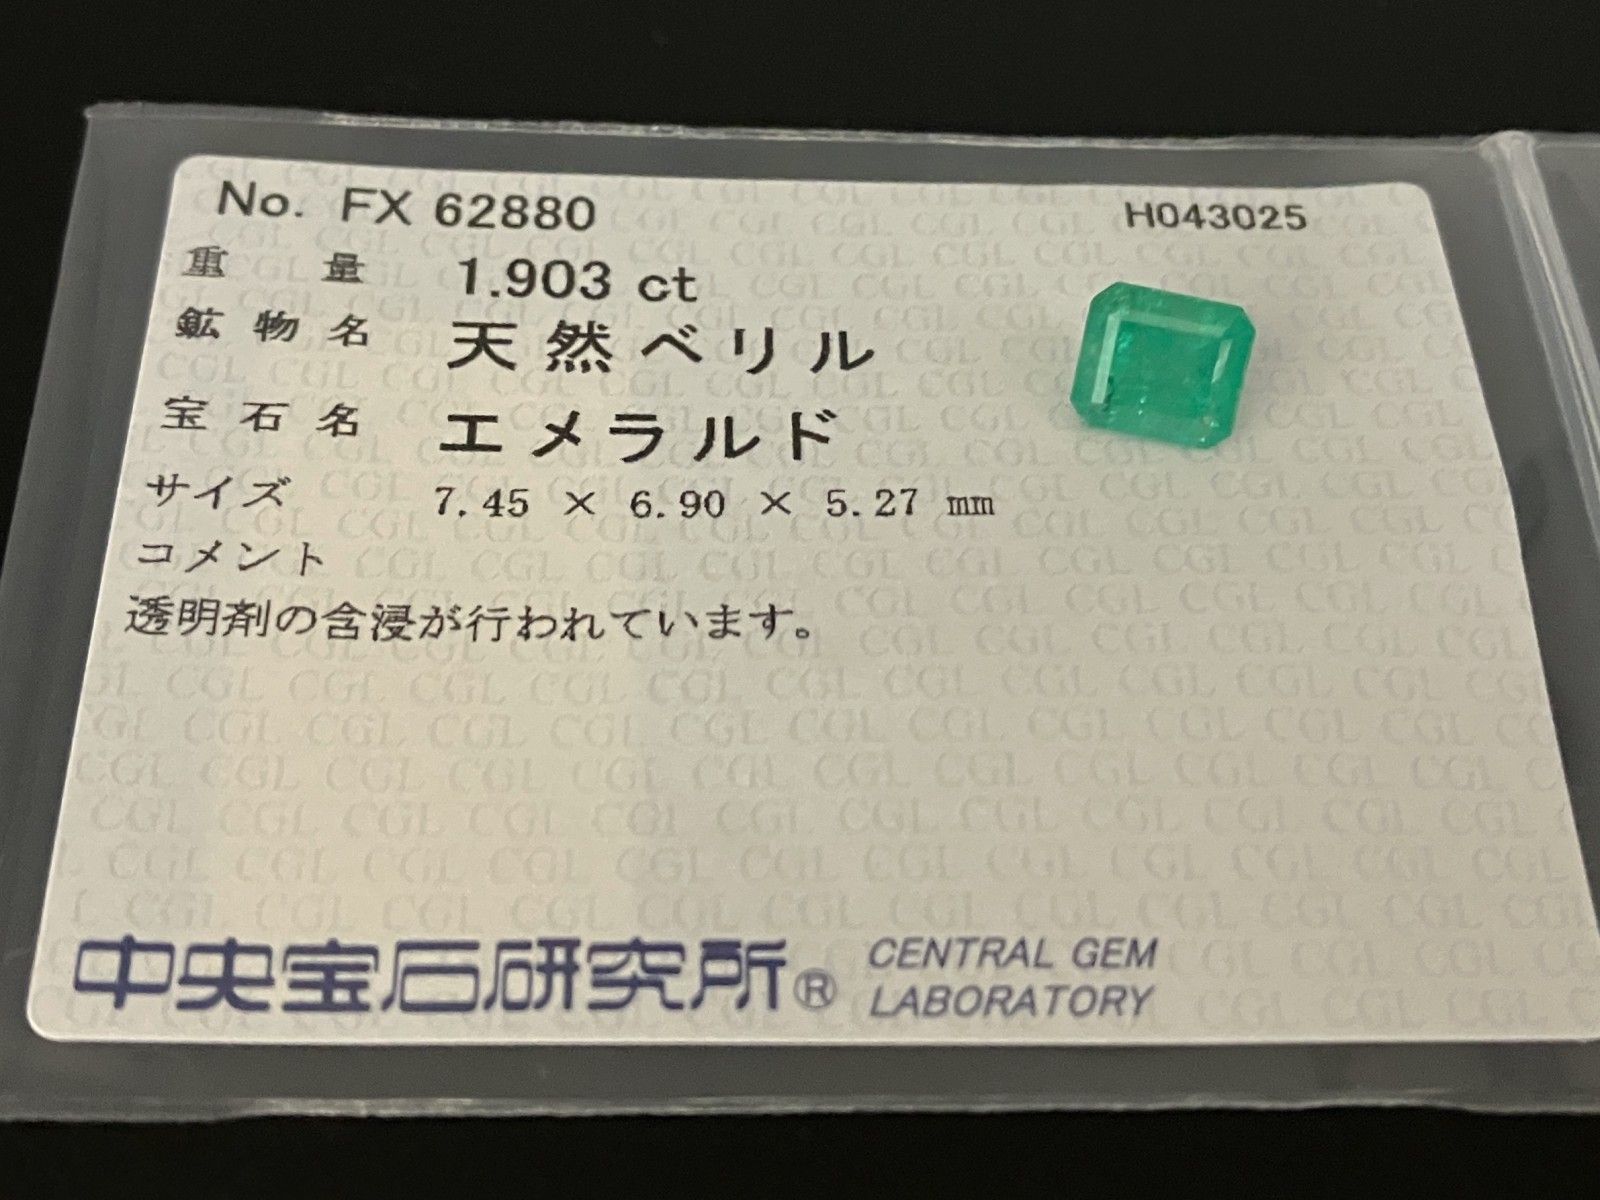 No. FX 62880 H043025
重量 1.903 ct
鉱物名 天然ベリル
宝石名 エメラルド
サイズ 7.45 × 6.90 × 5.27 mm
コメント
透明剤の含浸が行われています。
中央宝石研究所® CENTRAL GEM
LABORATORY